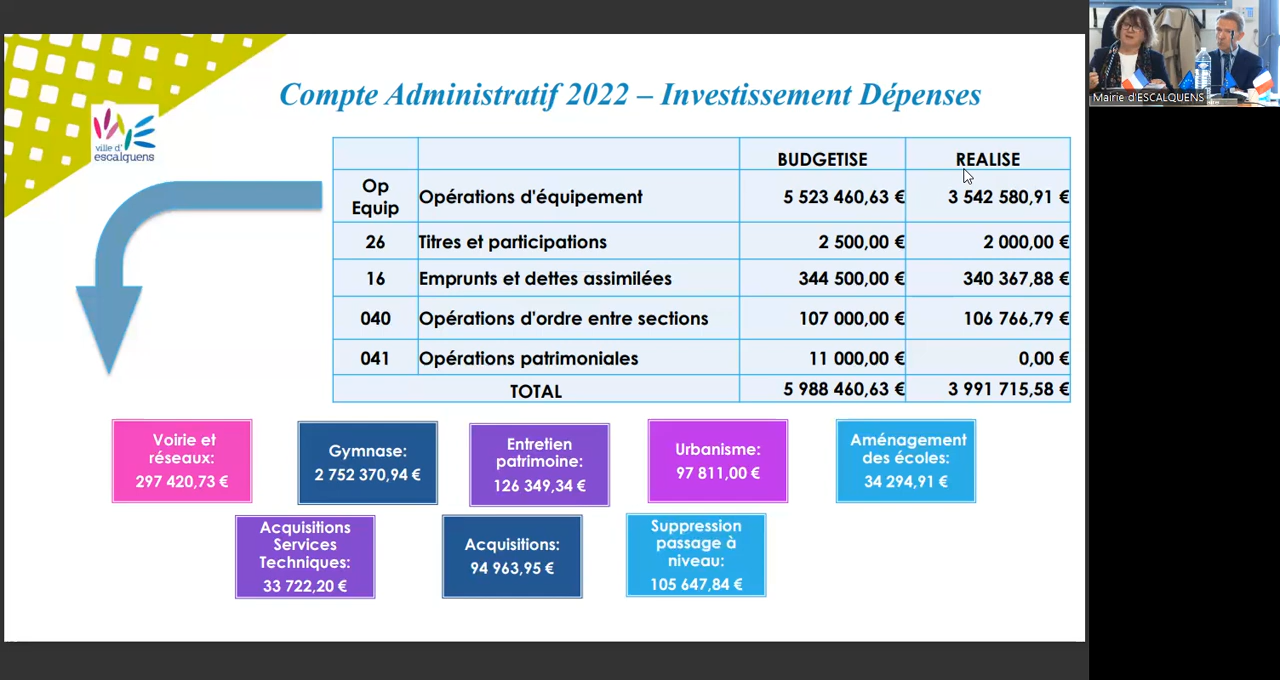 Compte Administratif 2022 – Investissement Dépenses
ville d'
escalquens
Mairie d'ESCALQUENS
BUDGETISE REALISE
Op
Equip Opérations d'équipement 5 523 460,63 € 3 542 580,91 €
26 Titres et participations 2 500,00 € 2 000,00 €
16 Emprunts et dettes assimilées 344 500,00 € 340 367,88 €
040 Opérations d'ordre entre sections 107 000,00 € 106 766,79 €
041 Opérations patrimoniales 11 000,00 € 0,00 €
TOTAL 5 988 460,63 € 3 991 715,58 €
Voirie et
réseaux:
297 420,73 €
Gymnase:
2 752 370,94 €
Entretien
patrimoine:
126 349,34 €
Urbanisme:
97 811,00 €
Aménagement
des écoles:
34 294,91 €
Acquisitions
Services
Techniques:
33 722,20 €
Acquisitions:
94 963,95 €
Suppression
passage à
niveau:
105 647,84 €